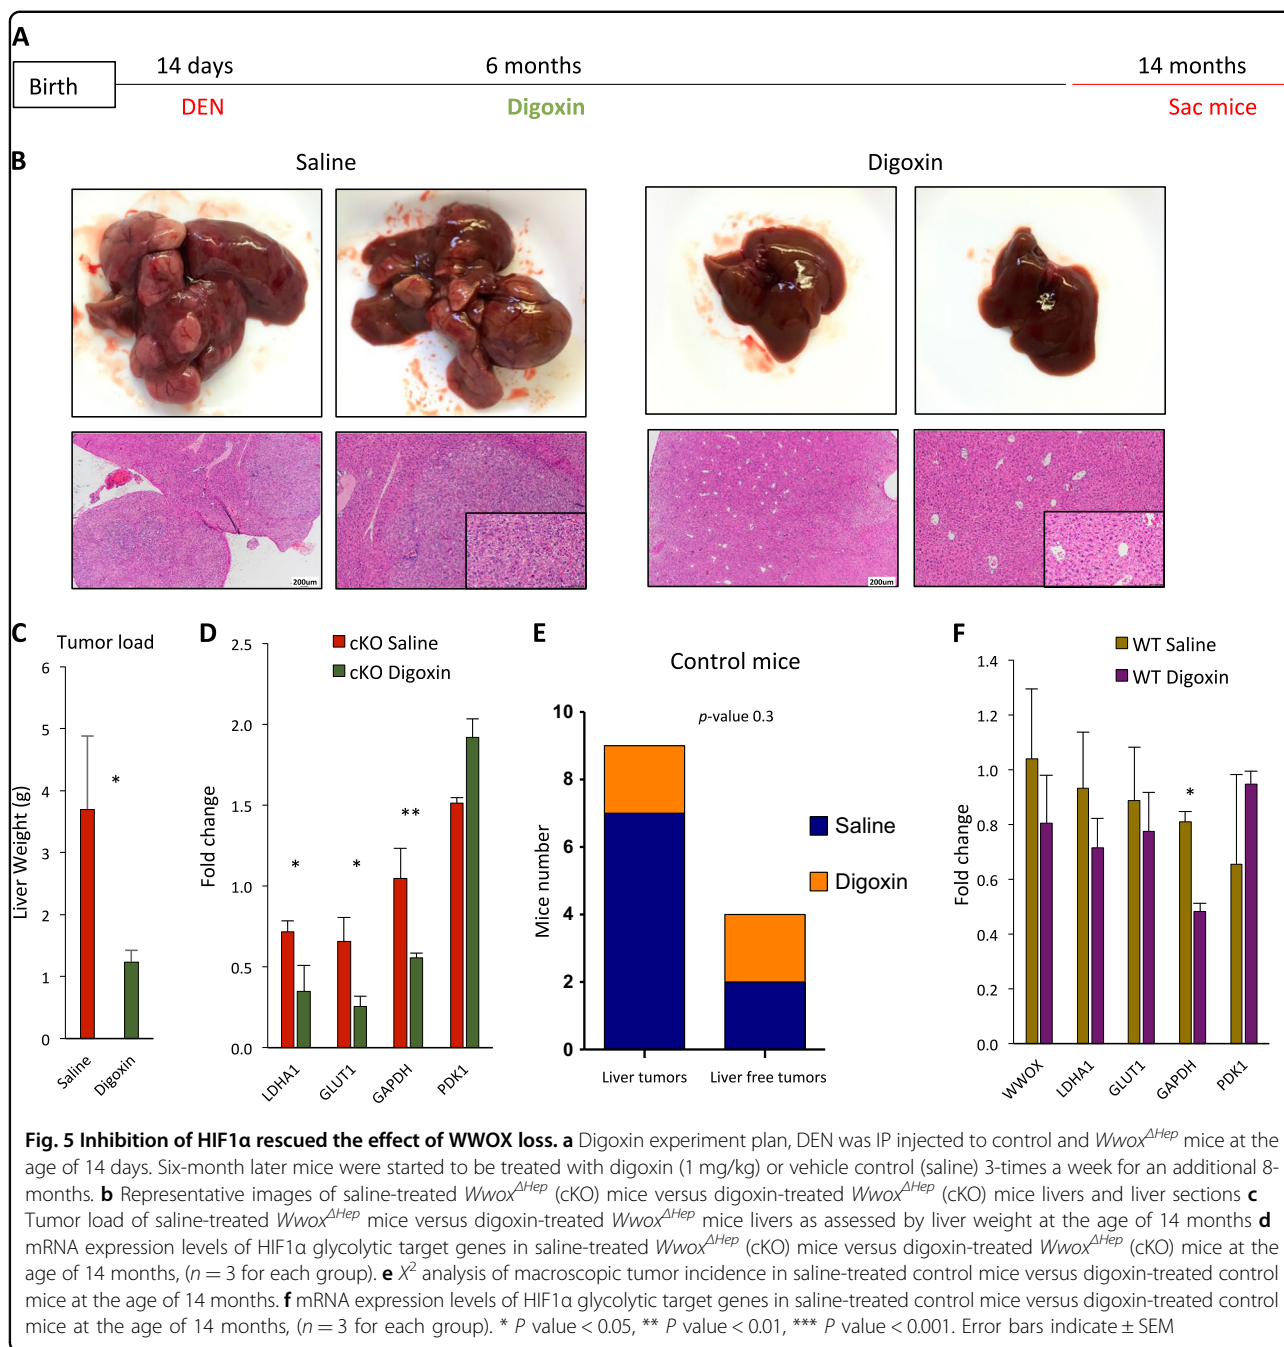 A
Birth
14 days
6 months
14 months
DEN
Digoxin
Sac mice
B
Saline
Digoxin
200um
200um
C
Tumor load
Liver Weight (g)
6
5
4
3
2
1
0
*
Saline
Digoxin
D
cKO Saline
cKO Digoxin
Fold change
2.5
2.0
1.5
1.0
0.5
0.0
*
*
**
LDHA1
GLUT1
GAPDH
PDK1
E
Control mice
p-value 0.3
Mice number
10
8
6
4
2
0
Saline
Digoxin
Liver tumors
Liver free tumors
F
WT Saline
WT Digoxin
Fold change
1.4
1.2
1.0
0.8
0.6
0.4
0.2
0.0
*
WWOX
LDHA1
GLUT1
GAPDH
PDK1
Fig. 5 Inhibition of HIF1α rescued the effect of WWOX loss. a Digoxin experiment plan, DEN was IP injected to control and Wwox^ΔHep mice at the
age of 14 days. Six-month later mice were started to be treated with digoxin (1 mg/kg) or vehicle control (saline) 3-times a week for an additional 8-
months. b Representative images of saline-treated Wwox^ΔHep (cKO) mice versus digoxin-treated Wwox^ΔHep (cKO) mice livers and liver sections c
Tumor load of saline-treated Wwox^ΔHep mice versus digoxin-treated Wwox^ΔHep mice livers as assessed by liver weight at the age of 14 months d
mRNA expression levels of HIF1α glycolytic target genes in saline-treated Wwox^ΔHep (cKO) mice versus digoxin-treated Wwox^ΔHep (cKO) mice at the
age of 14 months, (n = 3 for each group). e X² analysis of macroscopic tumor incidence in saline-treated control mice versus digoxin-treated control
mice at the age of 14 months. f mRNA expression levels of HIF1α glycolytic target genes in saline-treated control mice versus digoxin-treated control
mice at the age of 14 months, (n = 3 for each group). * P value < 0.05, ** P value < 0.01, *** P value < 0.001. Error bars indicate ± SEM